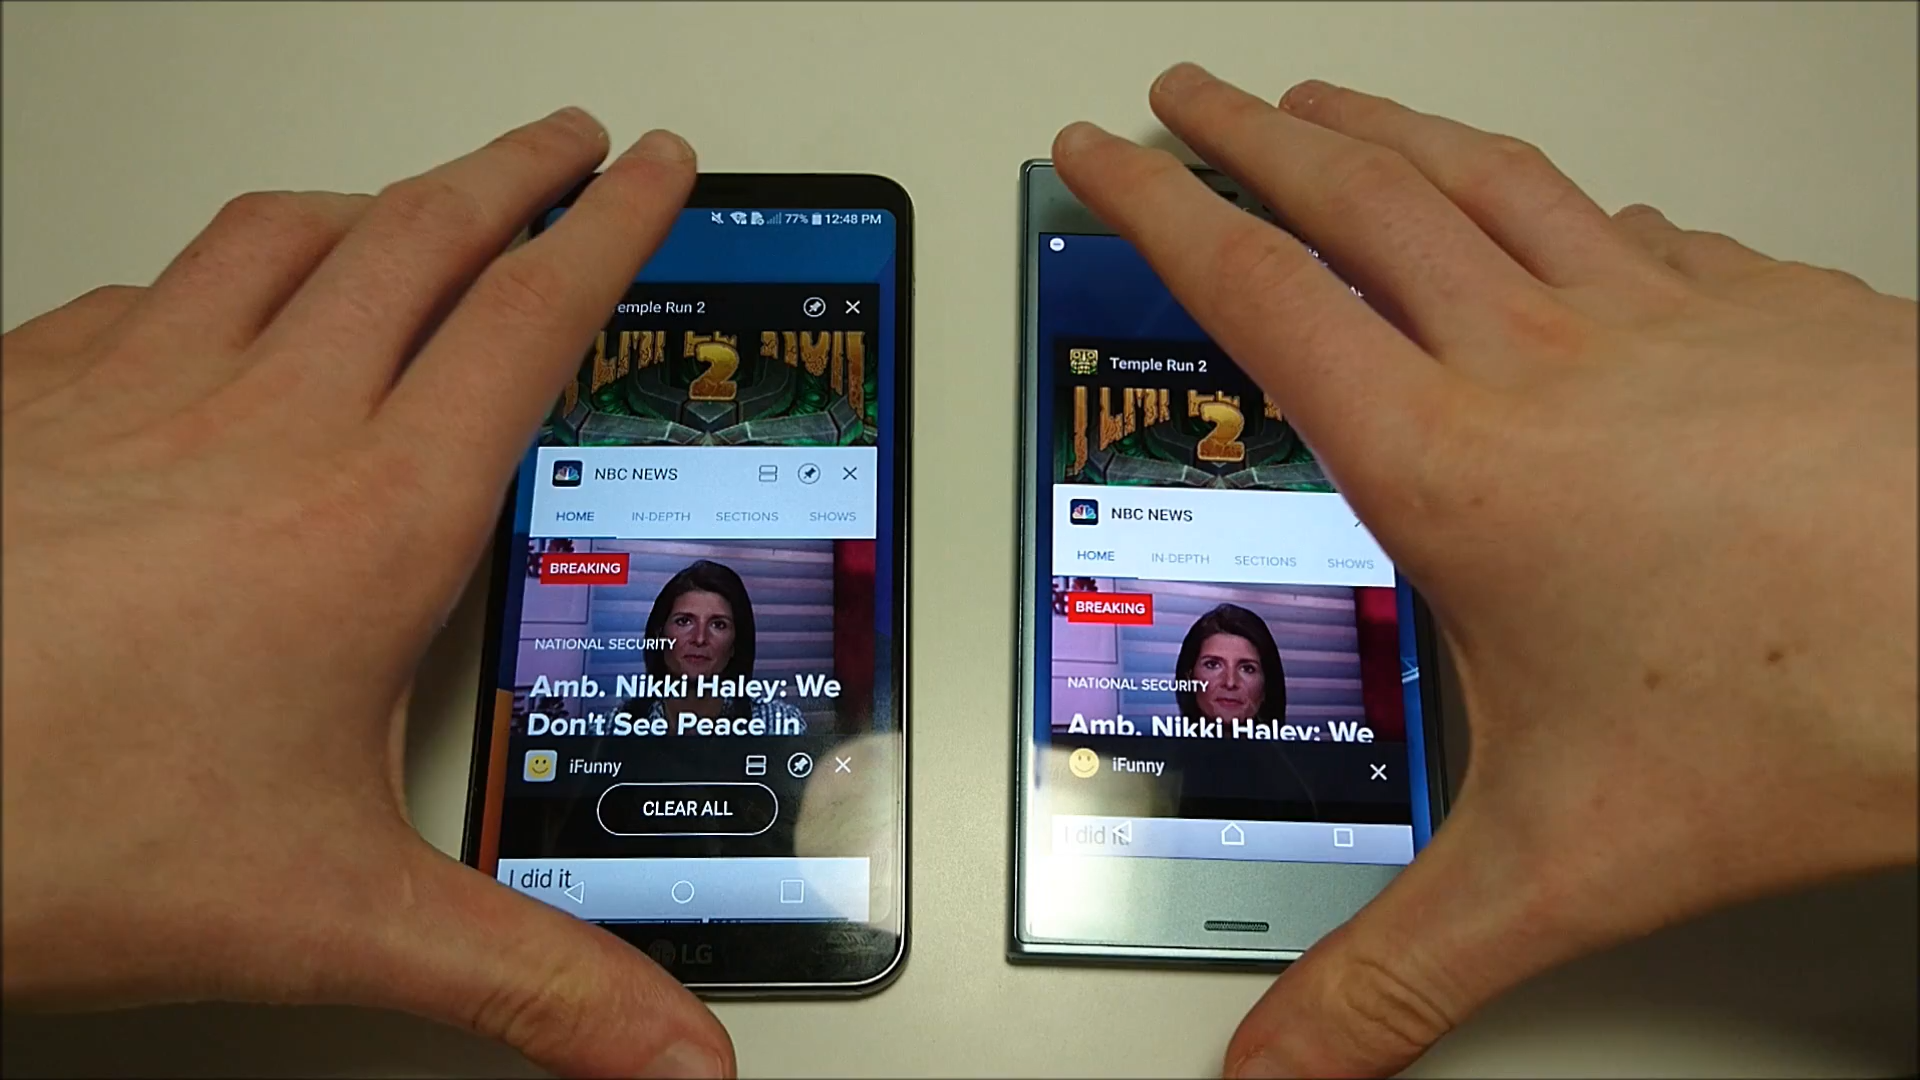 77% 12:48 PM
emple Run 2
2
NBC NEWS
HOME IN-DEPTH SECTIONS SHOWS
BREAKING
NATIONAL SECURITY
Amb. Nikki Haley: We
Don't See Peace in
iFunny
CLEAR ALL
I did it
LG
Temple Run 2
2
NBC NEWS
HOME IN-DEPTH SECTIONS SHOWS
BREAKING
NATIONAL SECURITY
Amb. Nikki Haley: We
iFunny
I did it